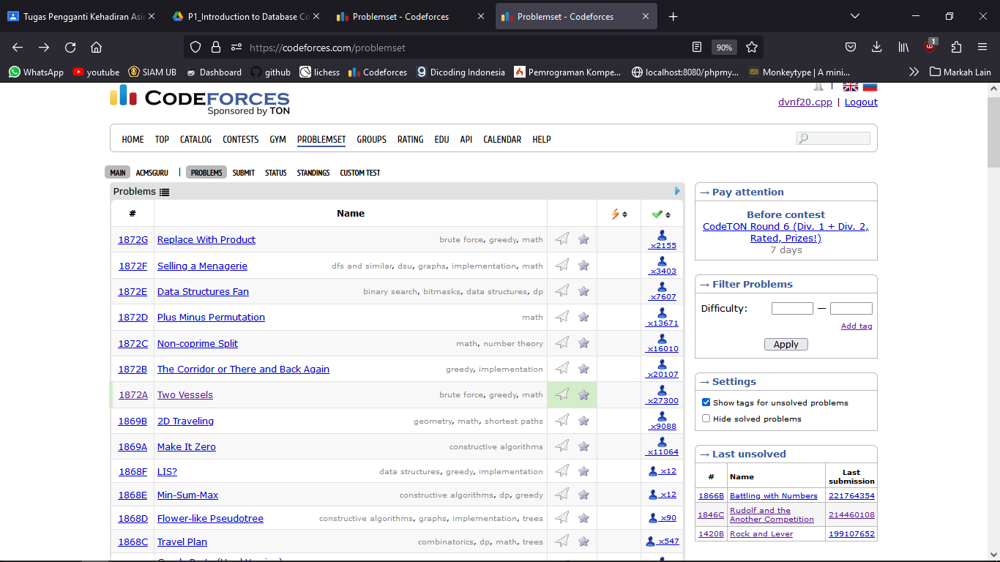 Tugas Pengganti Kehadiran Asi
P1_Introduction to Database Co
Problemset - Codeforces
Problemset - Codeforces
https://codeforces.com/problemset
90%
1
WhatsApp
youtube
SIAM UB
Dashboard
github
lichess
Codeforces
Dicoding Indonesia
Pemrograman Kompe...
localhost:8080/phpmy...
Monkeytype | A mini...
Markah Lain
CODEFORCES
Sponsored by TON
dvnf20.cpp | Logout
HOME TOP CATALOG CONTESTS GYM PROBLEMSET GROUPS RATING EDU API CALENDAR HELP
MAIN ACMSGURU | PROBLEMS SUBMIT STATUS STANDINGS CUSTOM TEST
Problems
# Name
1872G Replace With Product brute force, greedy, math x2155
1872F Selling a Menagerie dfs and similar, dsu, graphs, implementation, math x3403
1872E Data Structures Fan binary search, bitmasks, data structures, dp x7607
1872D Plus Minus Permutation math x13671
1872C Non-coprime Split math, number theory x16010
1872B The Corridor or There and Back Again greedy, implementation x20107
1872A Two Vessels brute force, greedy, math x27300
1869B 2D Traveling geometry, math, shortest paths x9088
1869A Make It Zero constructive algorithms x11064
1868F LIS? data structures, greedy, implementation x12
1868E Min-Sum-Max constructive algorithms, dp, greedy x12
1868D Flower-like Pseudotree constructive algorithms, graphs, implementation, trees x90
1868C Travel Plan combinatorics, dp, math, trees x547
→ Pay attention
Before contest
CodeTON Round 6 (Div. 1 + Div. 2,
Rated, Prizes!)
7 days
→ Filter Problems
Difficulty: —
Add tag
Apply
→ Settings
Show tags for unsolved problems
Hide solved problems
→ Last unsolved
# Name Last
submission
1866B Battling with Numbers 221764354
1846C Rudolf and the
Another Competition 214460108
1420B Rock and Lever 199107652